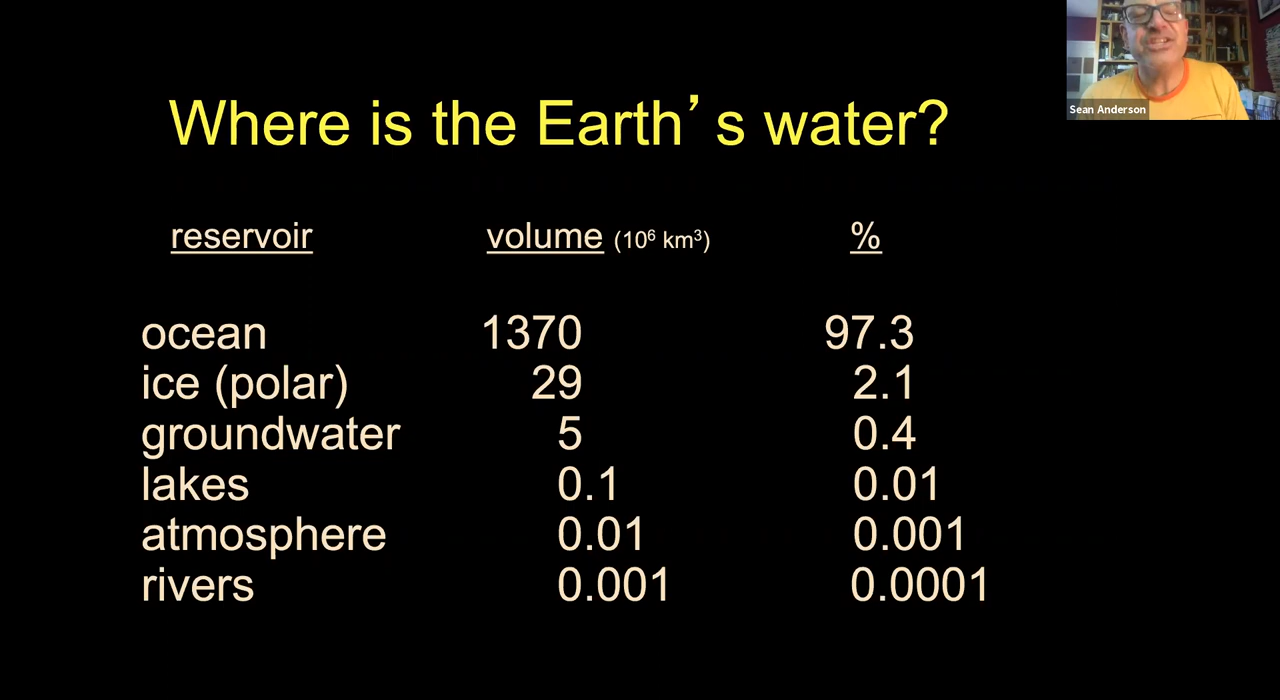 Sean Anderson
Where is the Earth’s water?
reservoir volume (10⁶ km³) %
ocean 1370 97.3
ice (polar) 29 2.1
groundwater 5 0.4
lakes 0.1 0.01
atmosphere 0.01 0.001
rivers 0.001 0.0001